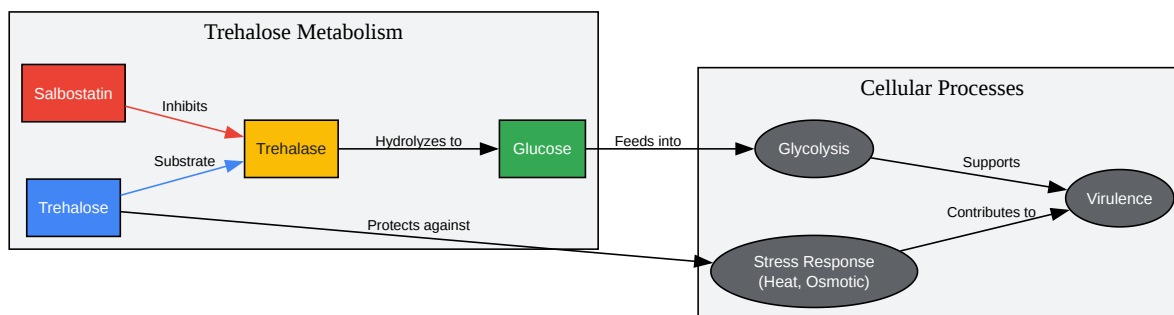 Trehalose Metabolism
Salbostatin
Inhibits
Substrate
Trehalose
Trehalase
Hydrolyzes to
Glucose
Protects against
Feeds into
Cellular Processes
Glycolysis
Supports
Contributes to
Virulence
Stress Response
(Heat, Osmotic)